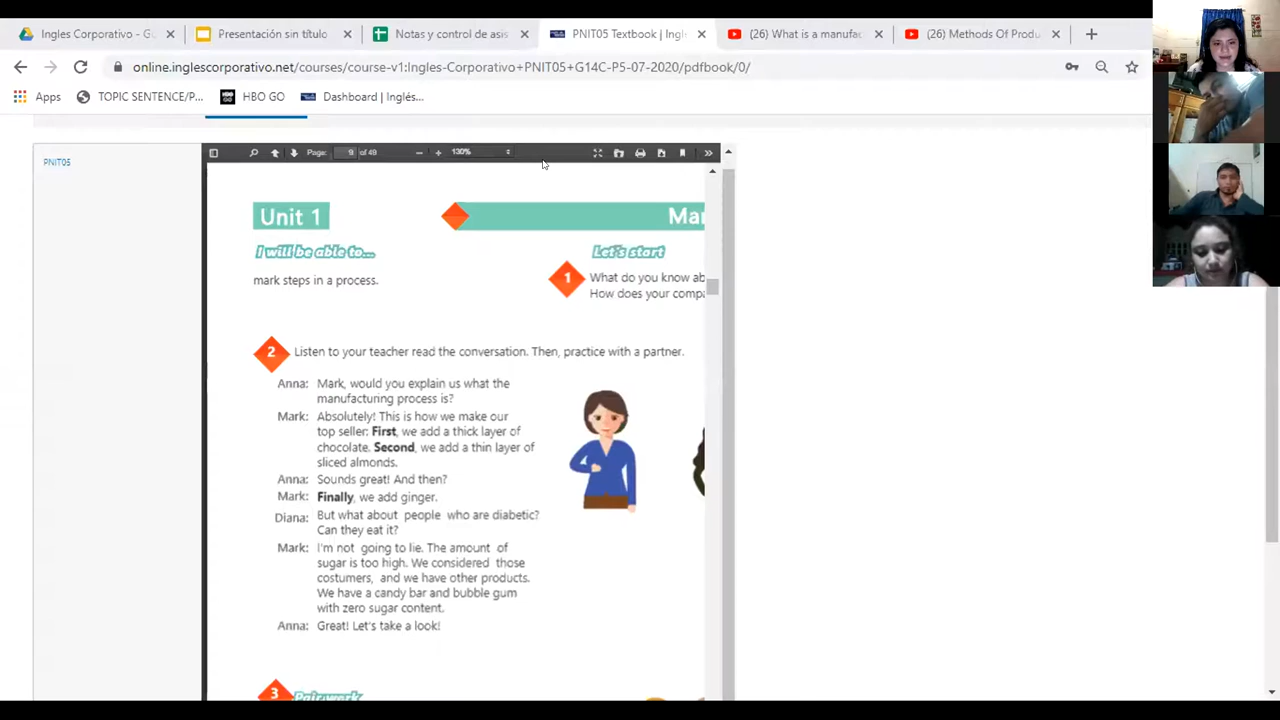 Ingles Corporativo - G
Presentación sin título
Notas y control de asi
PNIT05 Textbook | Ingl
(26) What is a manufac
(26) Methods Of Produ
online.inglescorporativo.net/courses/course-v1:Ingles-Corporativo+PNIT05+G14C-P5-07-2020/pdfbook/0/
Apps
TOPIC SENTENCE/P...
HBO GO
HBO GO
Dashboard | Inglés...
PNIT05
Page: 9 of 49
130%
Unit 1
Mar
I will be able to...
Let's start
mark steps in a process.
1
What do you know ab
How does your compa
2
Listen to your teacher read the conversation. Then, practice with a partner.
Anna: Mark, would you explain us what the
manufacturing process is?
Mark: Absolutely! This is how we make our
top seller: First, we add a thick layer of
chocolate. Second, we add a thin layer of
sliced almonds.
Anna: Sounds great! And then?
Mark: Finally, we add ginger.
Diana: But what about people who are diabetic?
Can they eat it?
Mark: I'm not going to lie. The amount of
sugar is too high. We considered those
costumers, and we have other products.
We have a candy bar and bubble gum
with zero sugar content.
Anna: Great! Let's take a look!
3
Pair work